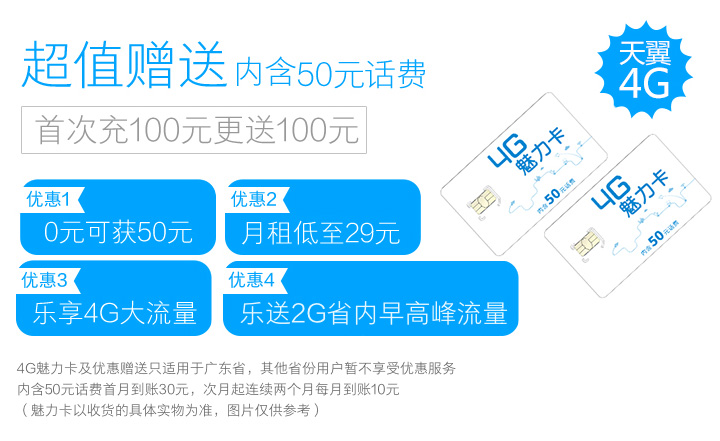 超值赠送 内含50元话费
天翼
4G
首次充100元更送100元
优惠1
0元可获50元
优惠2
月租低至29元
优惠3
乐享4G大流量
优惠4
乐送2G省内早高峰流量
4G
魅力卡
内含50元话费
4G
魅力卡
内含50元话费
4G魅力卡及优惠赠送只适用于广东省，其他省份用户暂不享受优惠服务
内含50元话费首月到账30元，次月起连续两个月每月到账10元
（魅力卡以收货的具体实物为准，图片仅供参考）